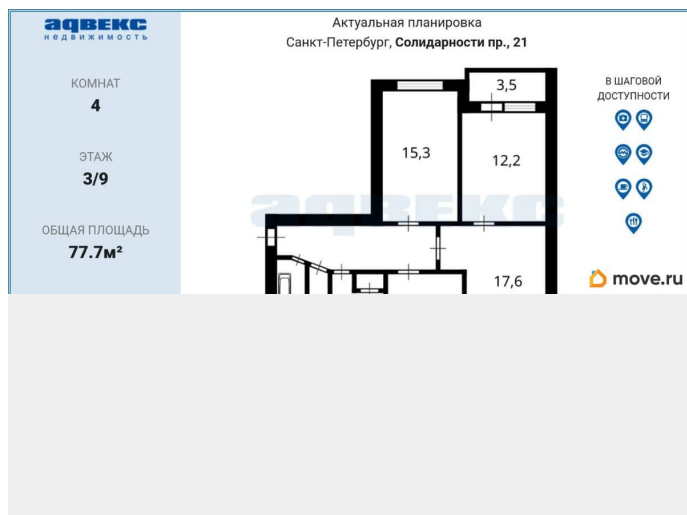 адвекс
недвижимость
Актуальная планировка
Санкт-Петербург, Солидарности пр., 21
КОМНАТ
4
ЭТАЖ
3/9
ОБЩАЯ ПЛОЩАДЬ
77.7м²
3,5
15,3
12,2
17,6
адвекс
В ШАГОВОЙ
ДОСТУПНОСТИ
move.ru